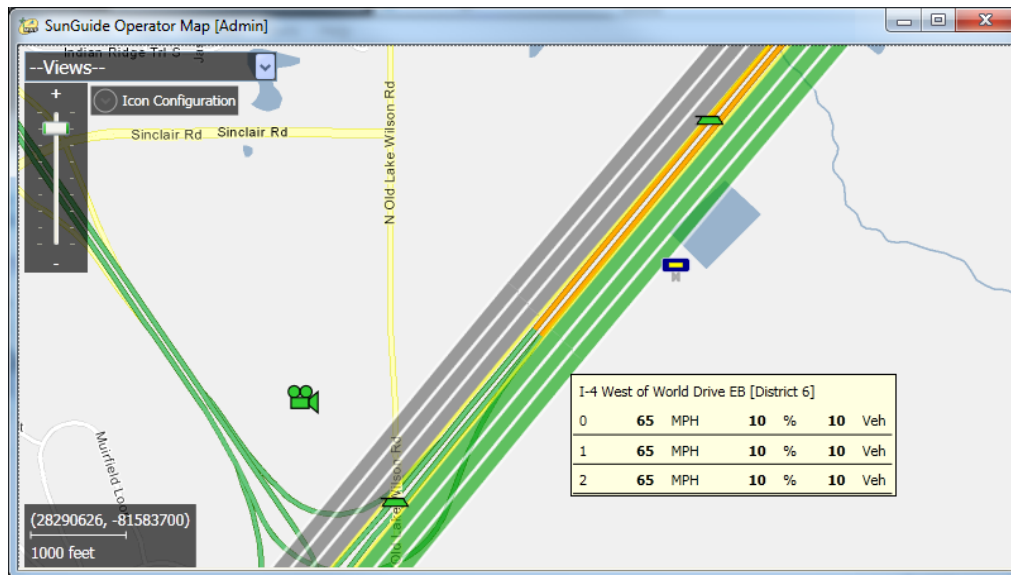 SunGuide Operator Map [Admin]
Indian Ridge Trl S
--Views--
+
Icon Configuration
-
Sinclair Rd
Sinclair Rd
N Old Lake Wilson Rd
Old Lake Wilson Rd
Muirfield Loop
I-4 West of World Drive EB [District 6]
0 65 MPH 10 % 10 Veh
1 65 MPH 10 % 10 Veh
2 65 MPH 10 % 10 Veh
(28290626, -81583700)
1000 feet